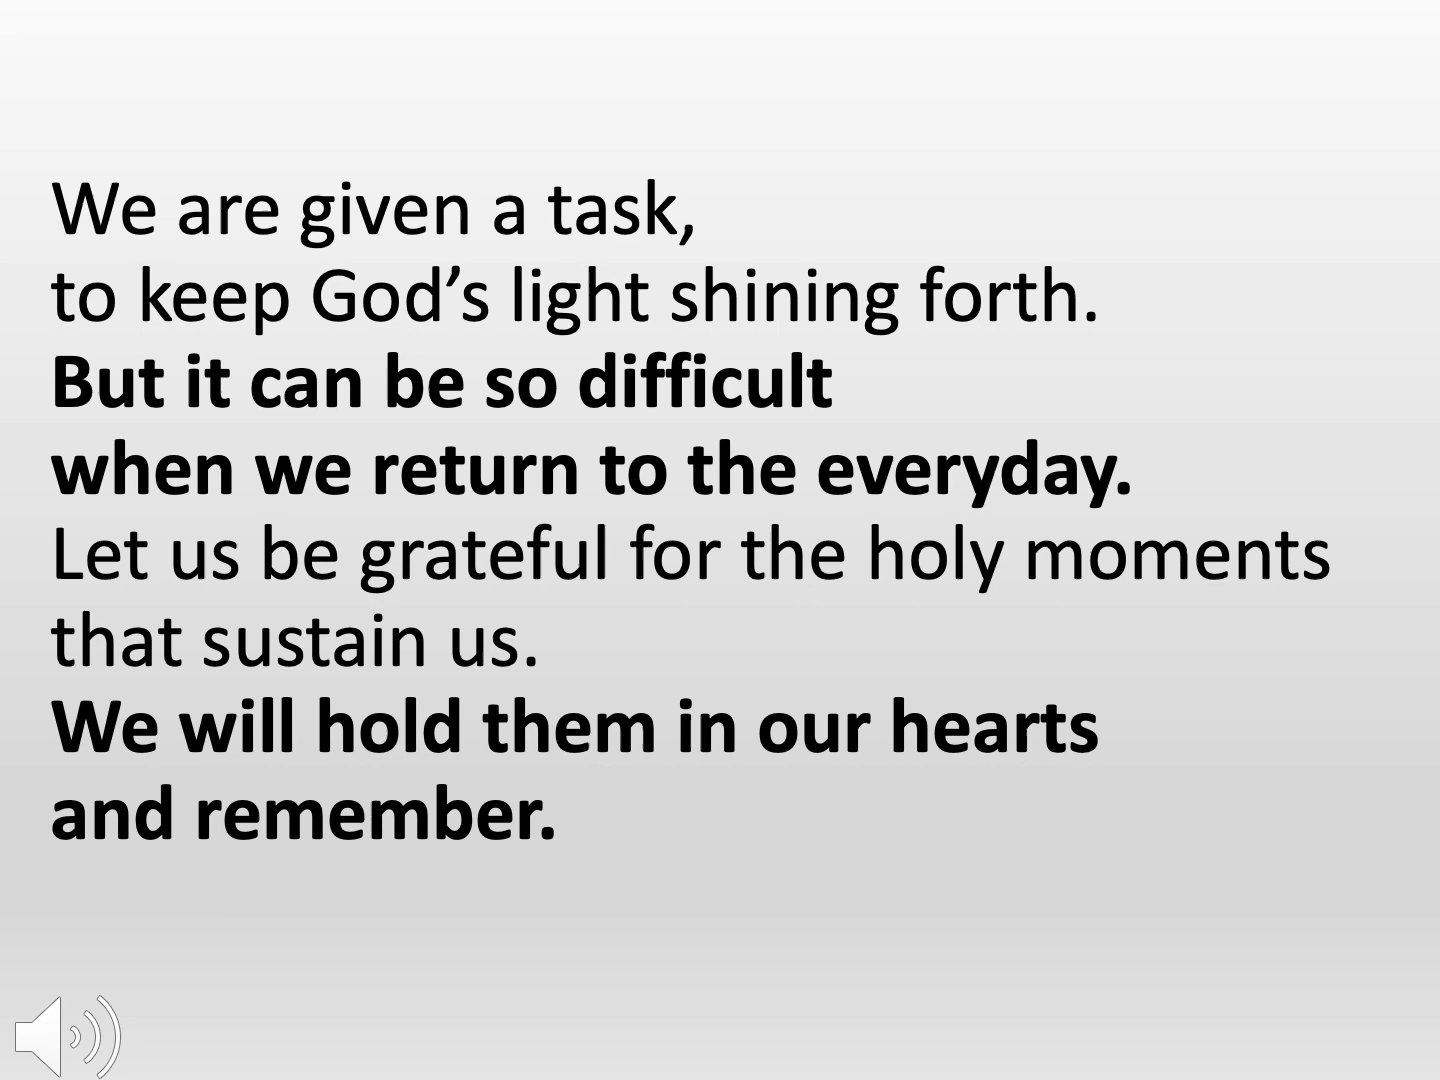 We are given a task,
to keep God’s light shining forth.
But it can be so difficult
when we return to the everyday.
Let us be grateful for the holy moments
that sustain us.
We will hold them in our hearts
and remember.